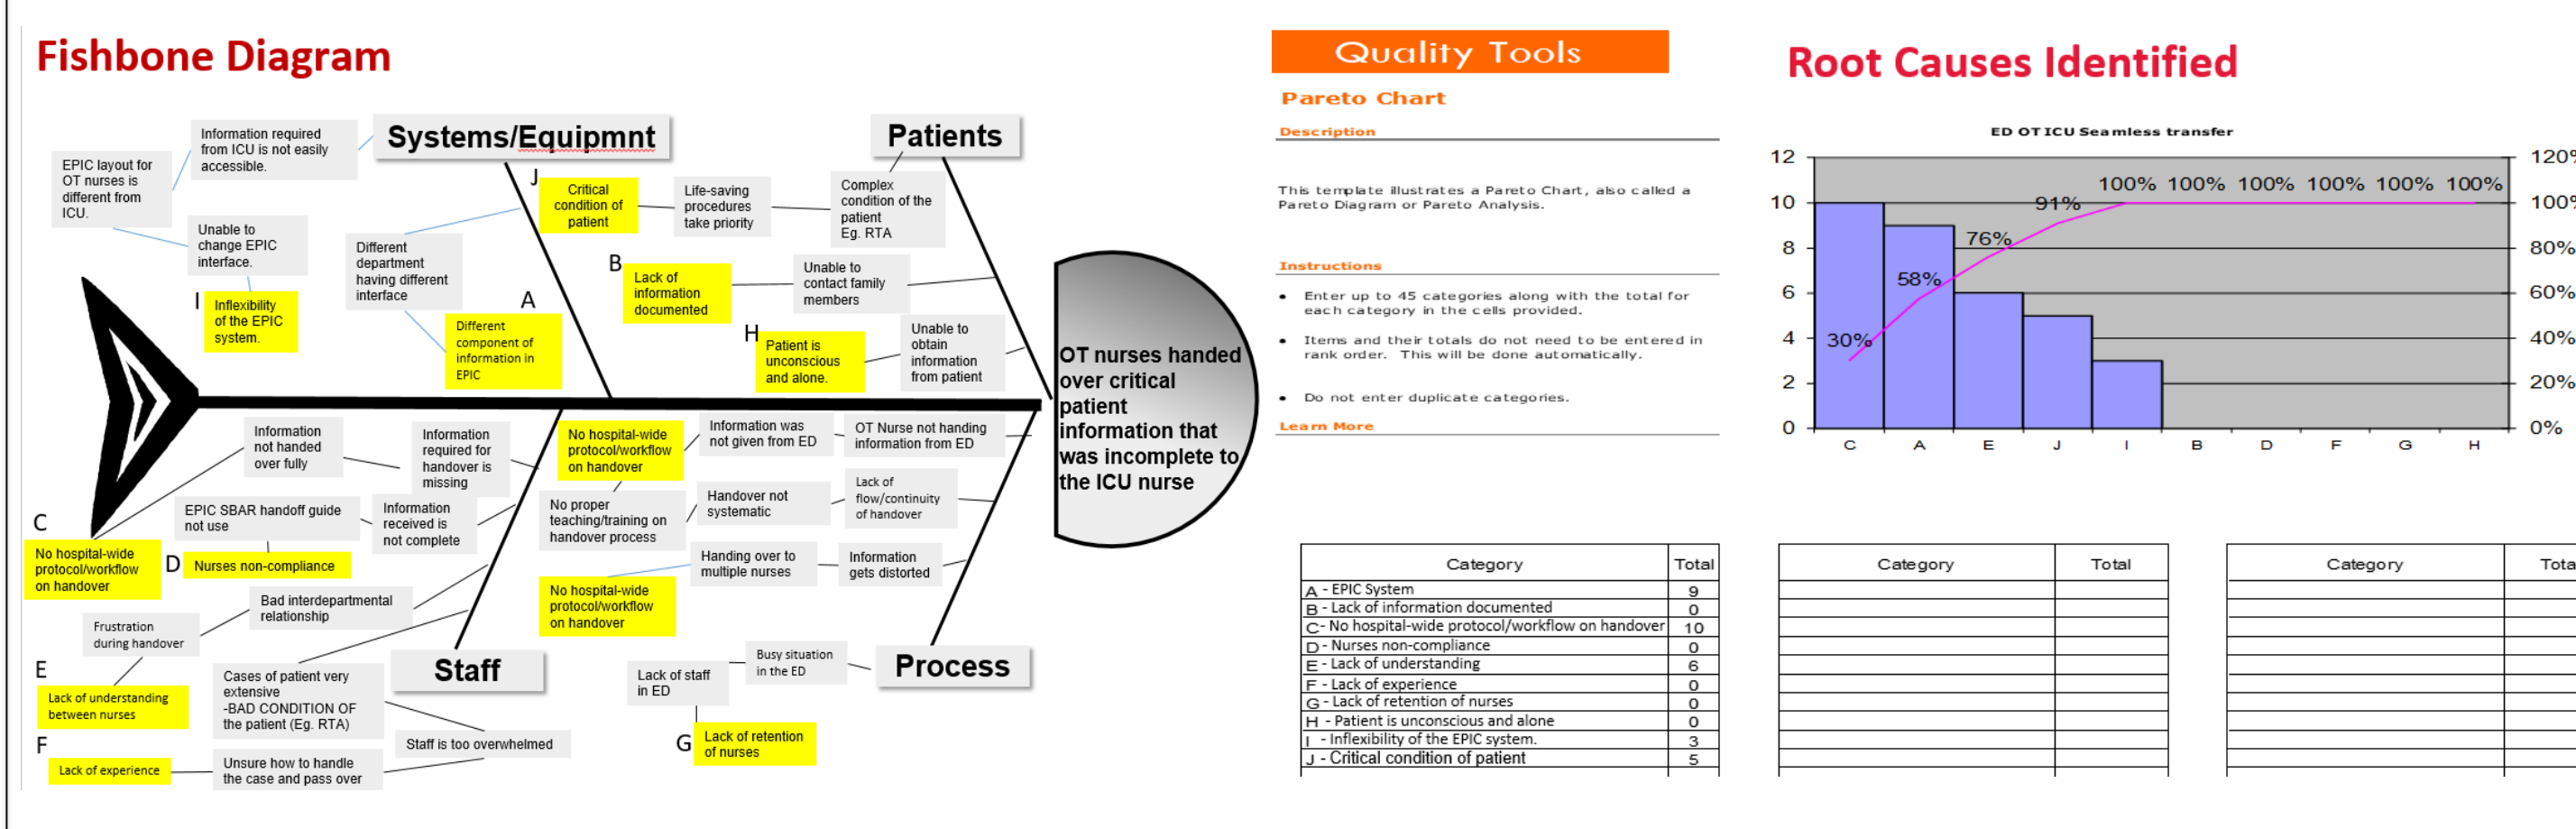 Fishbone Diagram
Systems/Equipmnt
Patients
Information required
from ICU is not easily
accessible.
EPIC layout for
OT nurses is
different from
ICU.
Unable to
change EPIC
interface.
I
Inflexibility
of the EPIC
system.
Different
department
having different
interface
A
Different
component of
information in
EPIC
J
Critical
condition of
patient
Life-saving
procedures
take priority
Complex
condition of the
patient
Eg. RTA
B
Lack of
information
documented
Unable to
contact family
members
H
Patient is
unconscious
and alone.
Unable to
obtain
information
from patient
OT nurses handed
over critical
patient
information that
was incomplete to
the ICU nurse
Information
not handed
over fully
Information
required for
handover is
missing
C
No hospital-wide
protocol/workflow
on handover
EPIC SBAR handoff guide
not use
Information
received is
not complete
D
Nurses non-compliance
Bad interdepartmental
relationship
Frustration
during handover
E
Lack of understanding
between nurses
Cases of patient very
extensive
-BAD CONDITION OF
the patient (Eg. RTA)
Staff is too overwhelmed
F
Lack of experience
Unsure how to handle
the case and pass over
Staff
No hospital-wide
protocol/workflow
on handover
Information was
not given from ED
OT Nurse not handing
information from ED
No proper
teaching/training on
handover process
Handover not
systematic
Lack of
flow/continuity
of handover
No hospital-wide
protocol/workflow
on handover
Handing over to
multiple nurses
Information
gets distorted
Lack of staff
in ED
Busy situation
in the ED
G
Lack of retention
of nurses
Process
Quality Tools
Pareto Chart
Description
This template illustrates a Pareto Chart, also called a
Pareto Diagram or Pareto Analysis.
Instructions
• Enter up to 45 categories along with the total for
each category in the cells provided.
• Items and their totals do not need to be entered in
rank order. This will be done automatically.
• Do not enter duplicate categories.
Learn More
Root Causes Identified
ED OT ICU Seamless transfer
12
10
8
6
4
2
0
30%
58%
76%
91%
100% 100% 100% 100% 100% 100%
120%
100%
80%
60%
40%
20%
0%
C A E J I B D F G H
Category Total
A - EPIC System 9
B - Lack of information documented 0
C- No hospital-wide protocol/workflow on handover 10
D - Nurses non-compliance 0
E - Lack of understanding 6
F - Lack of experience 0
G - Lack of retention of nurses 0
H - Patient is unconscious and alone 0
I - Inflexibility of the EPIC system. 3
J - Critical condition of patient 5
Category Total
Category Tota